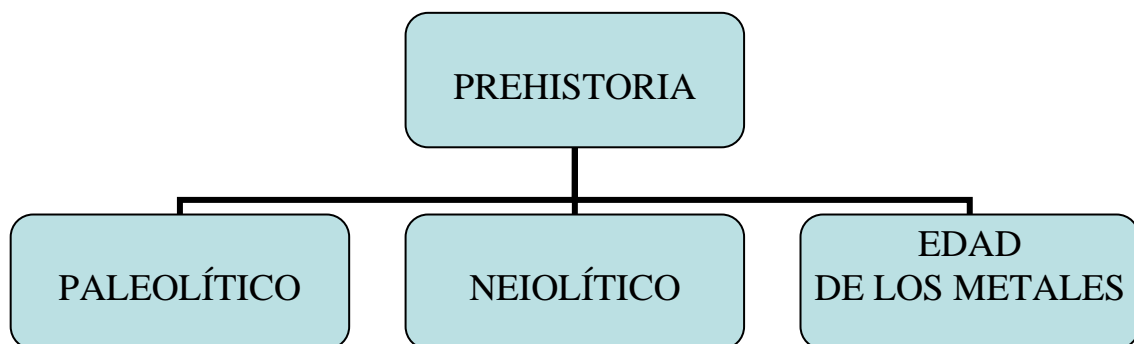 PREHISTORIA
PALEOLÍTICO
NEIOLÍTICO
EDAD
DE LOS METALES